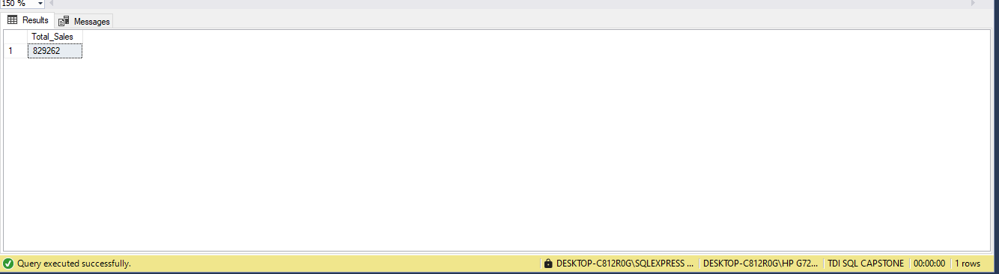 150 %
Results Messages
Total_Sales
1 829262
Query executed successfully. DESKTOP-C812R0G\SQLEXPRESS ... DESKTOP-C812R0G\HP G72... TDI SQL CAPSTONE 00:00:00 1 rows